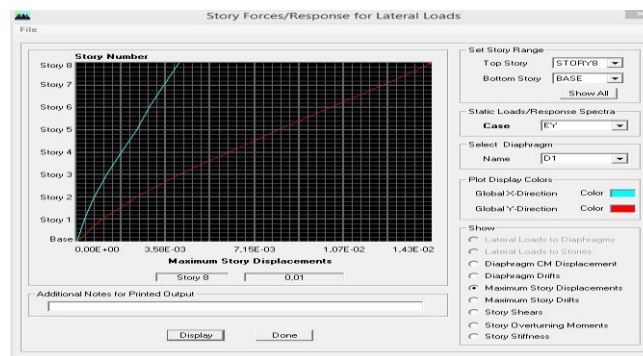 Story Forces/Response for Lateral Loads
File
Story Number
Story 8
Story 7
Story 6
Story 5
Story 4
Story 3
Story 2
Story 1
Base
0.00E+00 3.58E-03 7.15E-03 1.07E-02 1.43E-02
Maximum Story Displacements
Story 8 0.01
Additional Notes for Printed Output
Display Done
Set Story Range
Top Story STORY8
Bottom Story BASE
Show All
Static Loads/Response Spectra
Case EY
Select Diaphragm
Name D1
Plot Display Colors
Global X-Direction Color
Global Y-Direction Color
Show
Lateral Loads to Diaphragms
Lateral Loads to Stories
Diaphragm CM Displacement
Diaphragm Drifts
Maximum Story Displacements
Maximum Story Drifts
Story Shears
Story Overturning Moments
Story Stiffness